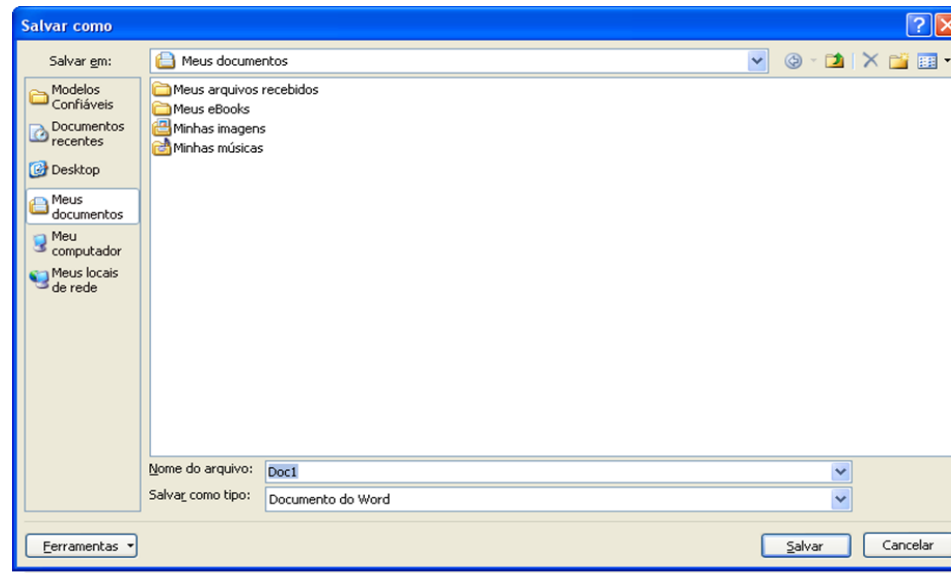 Salvar como
Salvar em:
Meus documentos
Modelos
Confiáveis
Documentos
recentes
Desktop
Meus
documentos
Meu
computador
Meus locais
de rede
Meus arquivos recebidos
Meus eBooks
Minhas imagens
Minhas músicas
Nome do arquivo:
Doc1
Salvar como tipo:
Documento do Word
Ferramentas
Salvar
Cancelar